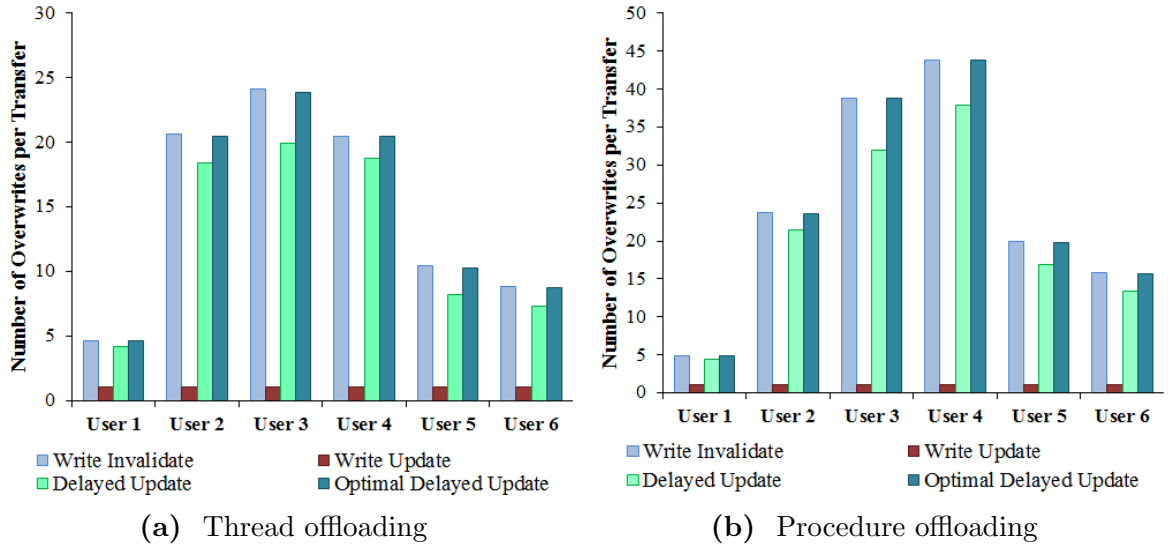 Number of Overwrites per Transfer
30
25
20
15
10
5
0
User 1 User 2 User 3 User 4 User 5 User 6
Write Invalidate Write Update
Delayed Update Optimal Delayed Update
(a) Thread offloading
Number of Overwrites per Transfer
50
45
40
35
30
25
20
15
10
5
0
User 1 User 2 User 3 User 4 User 5 User 6
Write Invalidate Write Update
Delayed Update Optimal Delayed Update
(b) Procedure offloading